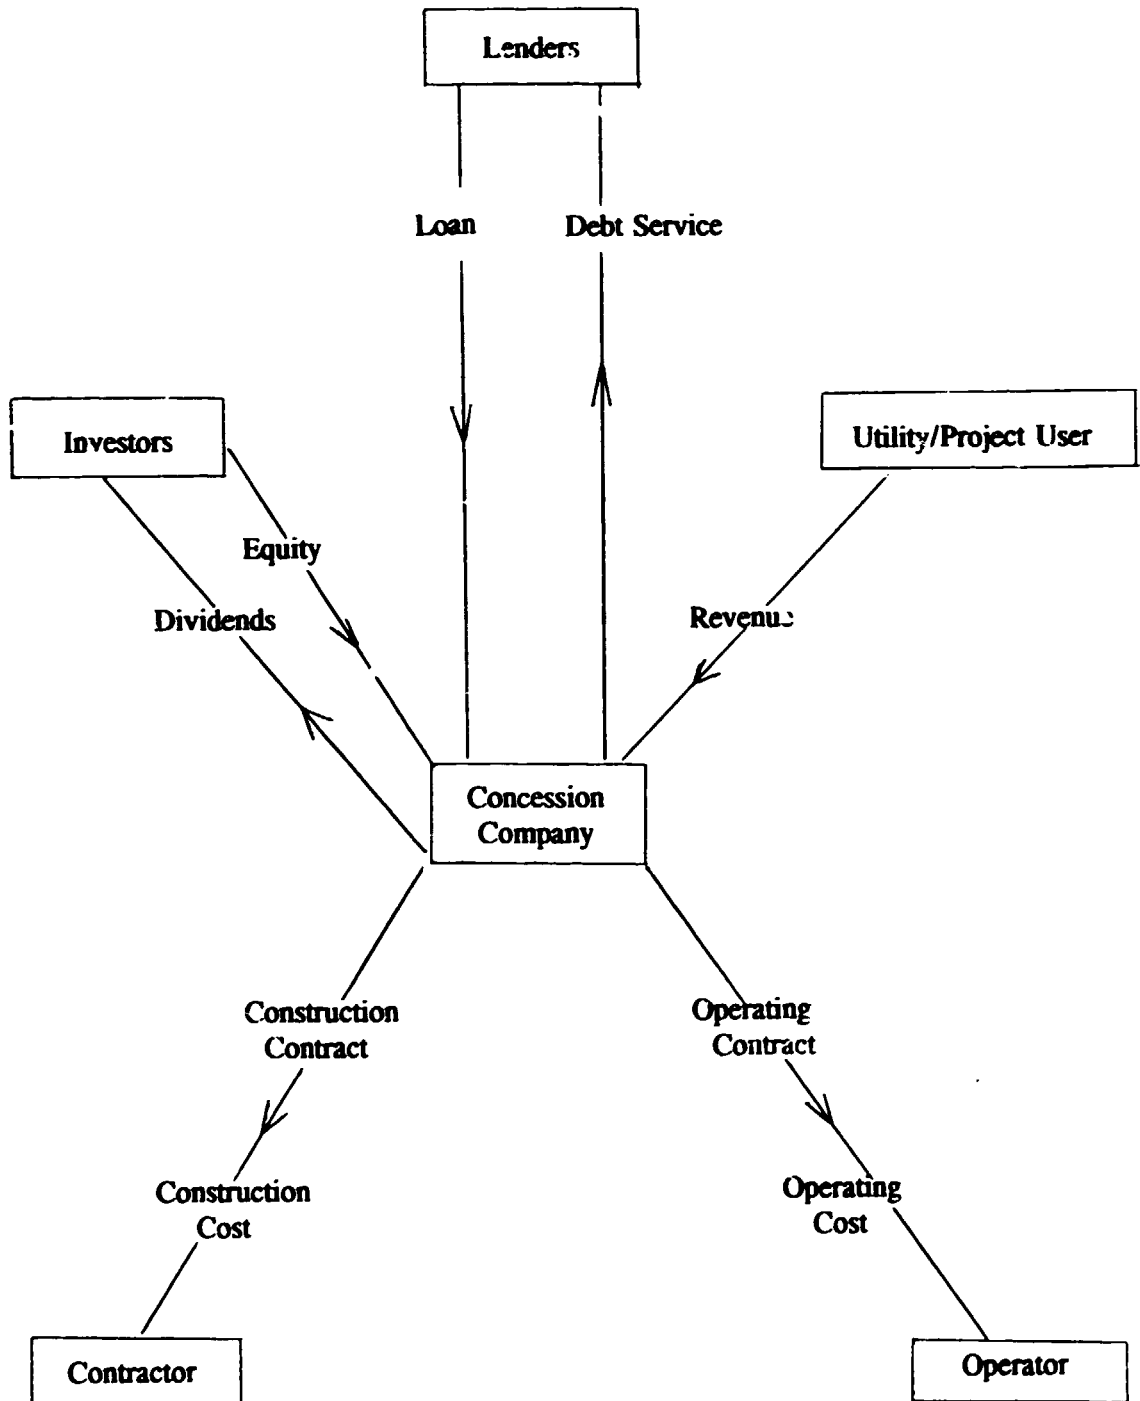 Lenders
Loan
Debt Service
Investors
Utility/Project User
Equity
Dividends
Revenue
Concession
Company
Construction
Contract
Operating
Contract
Construction
Cost
Operating
Cost
Contractor
Operator